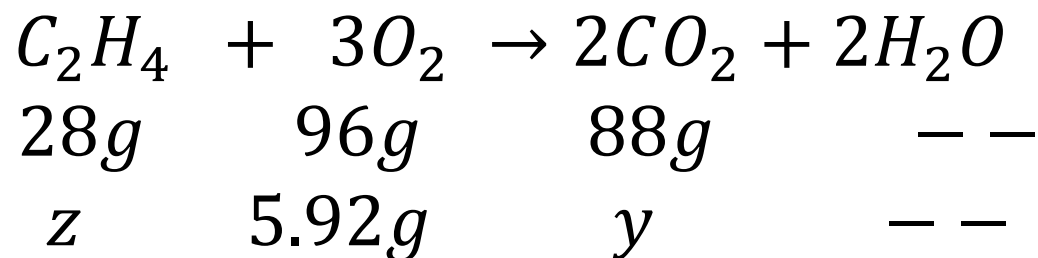 C₂H₄ + 3O₂ → 2CO₂ + 2H₂O
28g 96g 88g − −
z 5.92g y − −